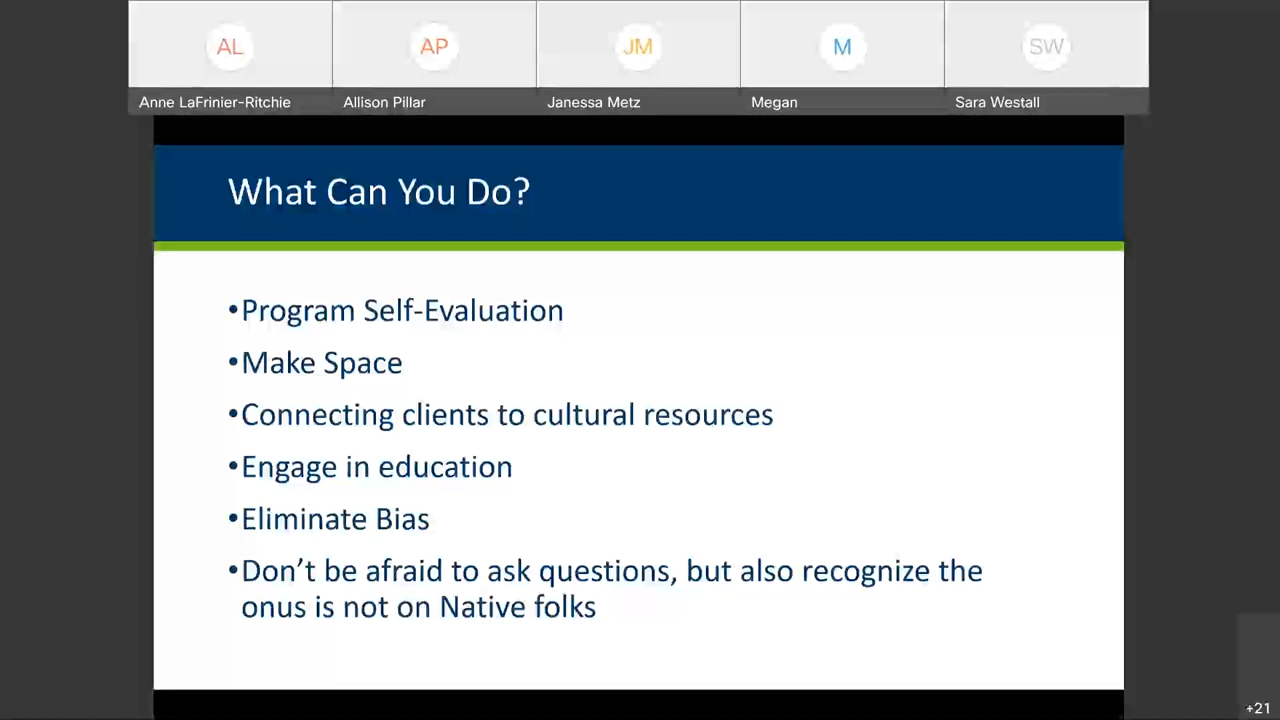 AL
AP
JM
M
SW
Anne LaFrinier-Ritchie
Allison Pillar
Janessa Metz
Megan
Sara Westall
What Can You Do?
•Program Self-Evaluation
•Make Space
•Connecting clients to cultural resources
•Engage in education
•Eliminate Bias
•Don’t be afraid to ask questions, but also recognize the
onus is not on Native folks
+21